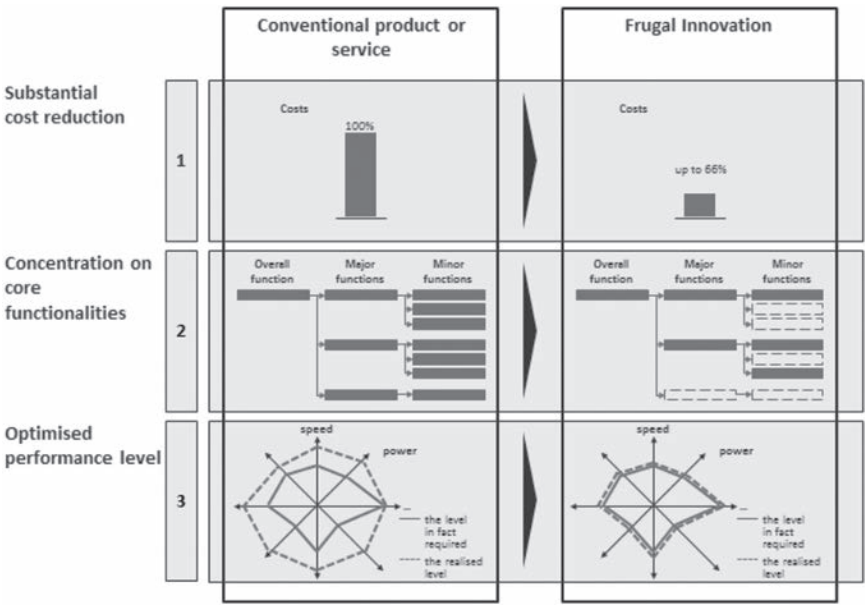 Conventional product or
service
Frugal Innovation
Substantial
cost reduction
1
Costs
100%
Costs
up to 66%
Concentration on
core
functionalities
2
Overall
function
Major
functions
Minor
functions
Overall
function
Major
functions
Minor
functions
Optimised
performance level
3
speed
power
...
the level
in fact
required
the realised
level
power
...
the level
in fact
required
the realised
level
speed